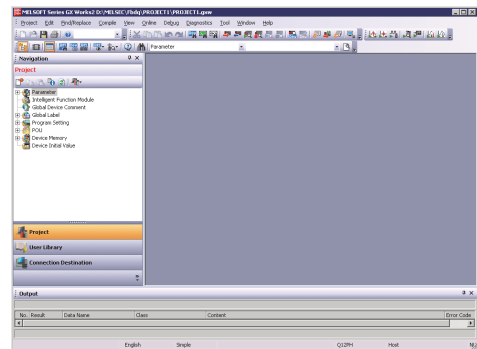 MELSOFT Series GX Works2 D:\MELSEC\fbdq\PROJECT1\PROJECT1.gpw
Project Edit Find/Replace Compile View Online Debug Diagnostics Tool Window Help
Parameter
Navigation
Project
Parameter
Intelligent Function Module
Global Device Comment
Global Label
Program Setting
POU
Device Memory
Device Initial Value
Project
User Library
Connection Destination
Output
No. Result Data Name Class Content Error Code
English Simple Q12PH Host